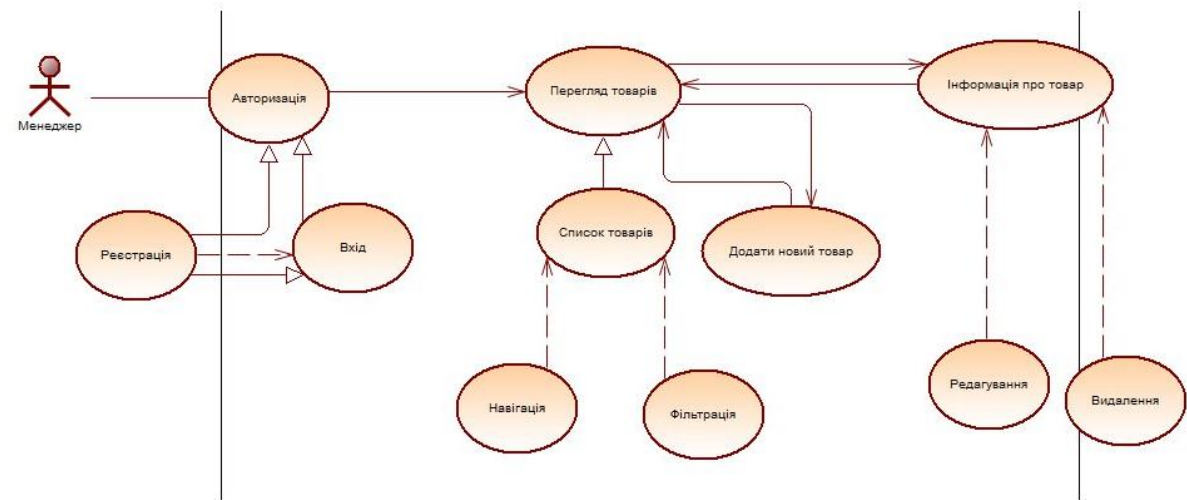 Менеджер
Авторизація
Перегляд товарів
Інформація про товар
Реєстрація
Вхід
Список товарів
Додати новий товар
Навігація
Фільтрація
Редагування
Видалення